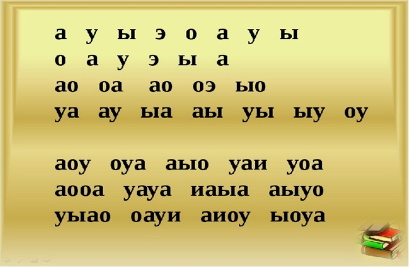 а у ы э о а у ы
о а у э ы а
ао оа ао оэ ыо
уа ау ыа аы уы ыу оу
аоу оуа аыо уаи уоа
аооа уауа иаыа аыуо
уыао оауи аиоу ыоуа